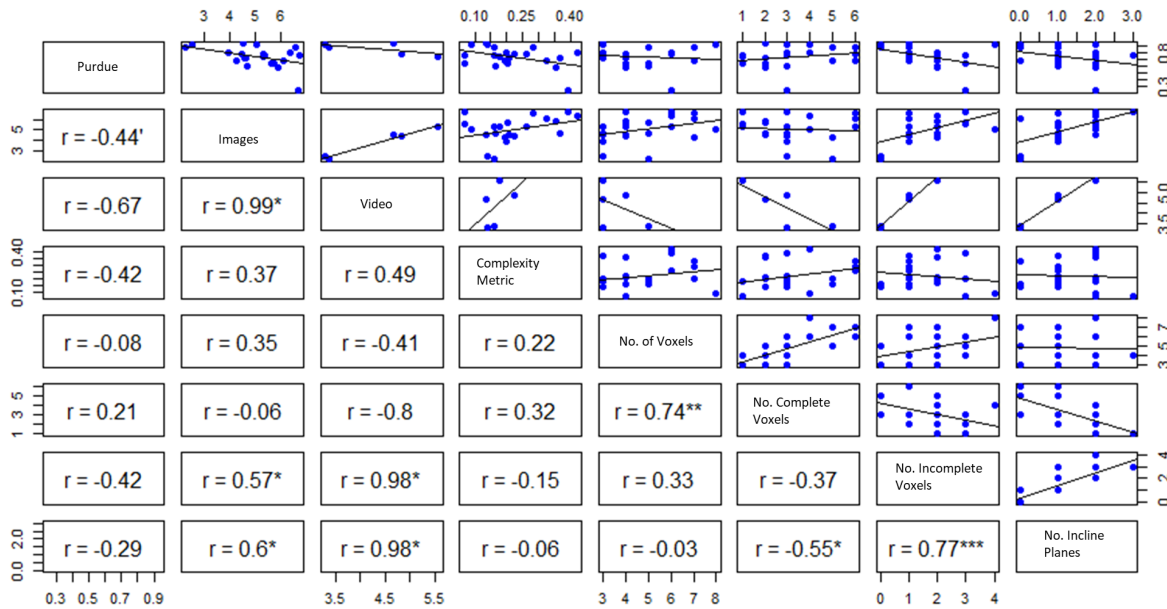 3 4 5 6
0.10 0.25 0.40
1 2 3 4 5 6
0.0 1.0 2.0 3.0
Purdue
0.3 0.8
r = -0.44'
Images
3 5
r = -0.67
r = 0.99*
Video
3.5 5.0
r = -0.42
r = 0.37
r = 0.49
Complexity
Metric
0.10 0.40
r = -0.08
r = 0.35
r = -0.41
r = 0.22
No. of Voxels
3 5 7
r = 0.21
r = -0.06
r = -0.8
r = 0.32
r = 0.74**
No. Complete
Voxels
1 3 5
r = -0.42
r = 0.57*
r = 0.98*
r = -0.15
r = 0.33
r = -0.37
No. Incomplete
Voxels
0 2 4
r = -0.29
r = 0.6*
r = 0.98*
r = -0.06
r = -0.03
r = -0.55*
r = 0.77***
No. Incline
Planes
0.0 2.0
0.3 0.5 0.7 0.9
3.5 4.5 5.5
3 4 5 6 7 8
0 1 2 3 4